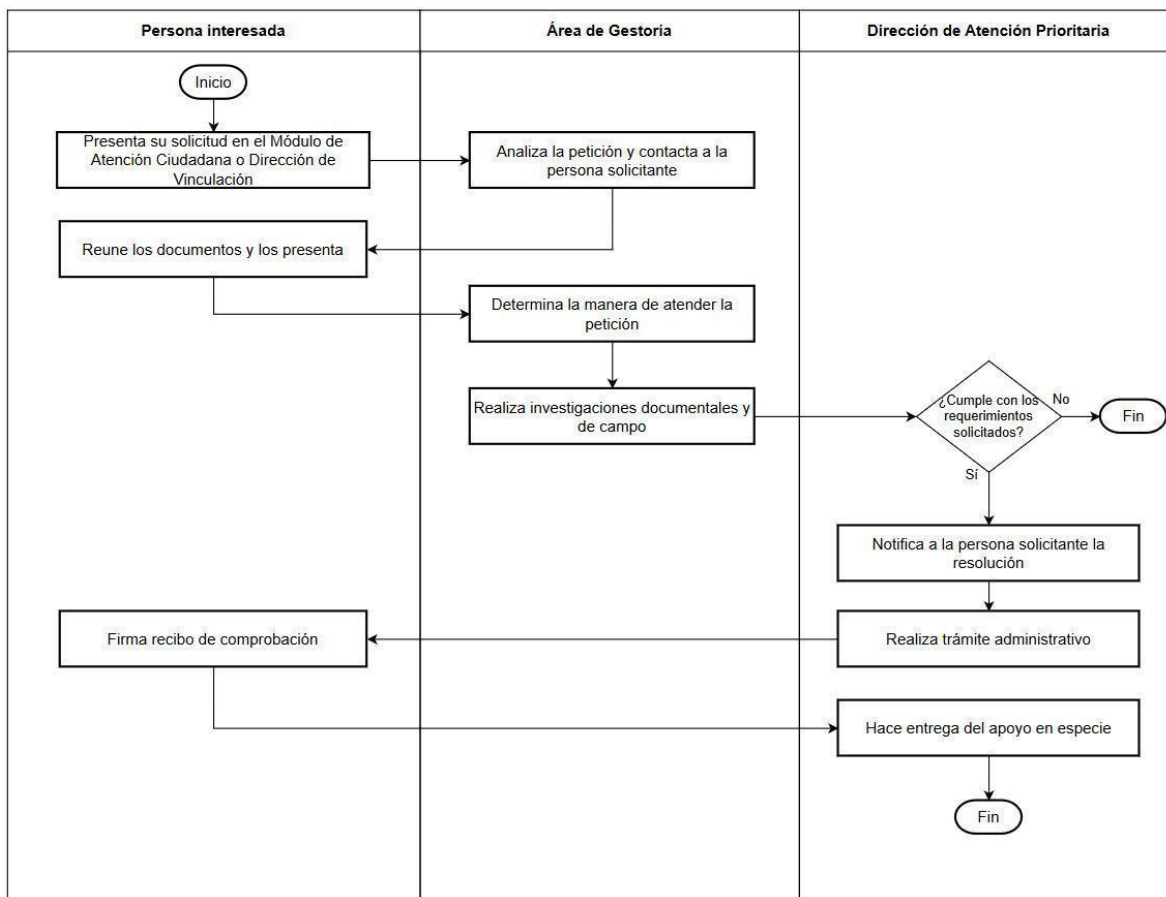 Persona interesada
Área de Gestoría
Dirección de Atención Prioritaria
Inicio
Presenta su solicitud en el Módulo de
Atención Ciudadana o Dirección de
Vinculación
Analiza la petición y contacta a la
persona solicitante
Reune los documentos y los presenta
Determina la manera de atender la
petición
Realiza investigaciones documentales y
de campo
¿Cumple con los
requerimientos
solicitados?
No
Fin
Sí
Notifica a la persona solicitante la
resolución
Realiza trámite administrativo
Firma recibo de comprobación
Hace entrega del apoyo en especie
Fin